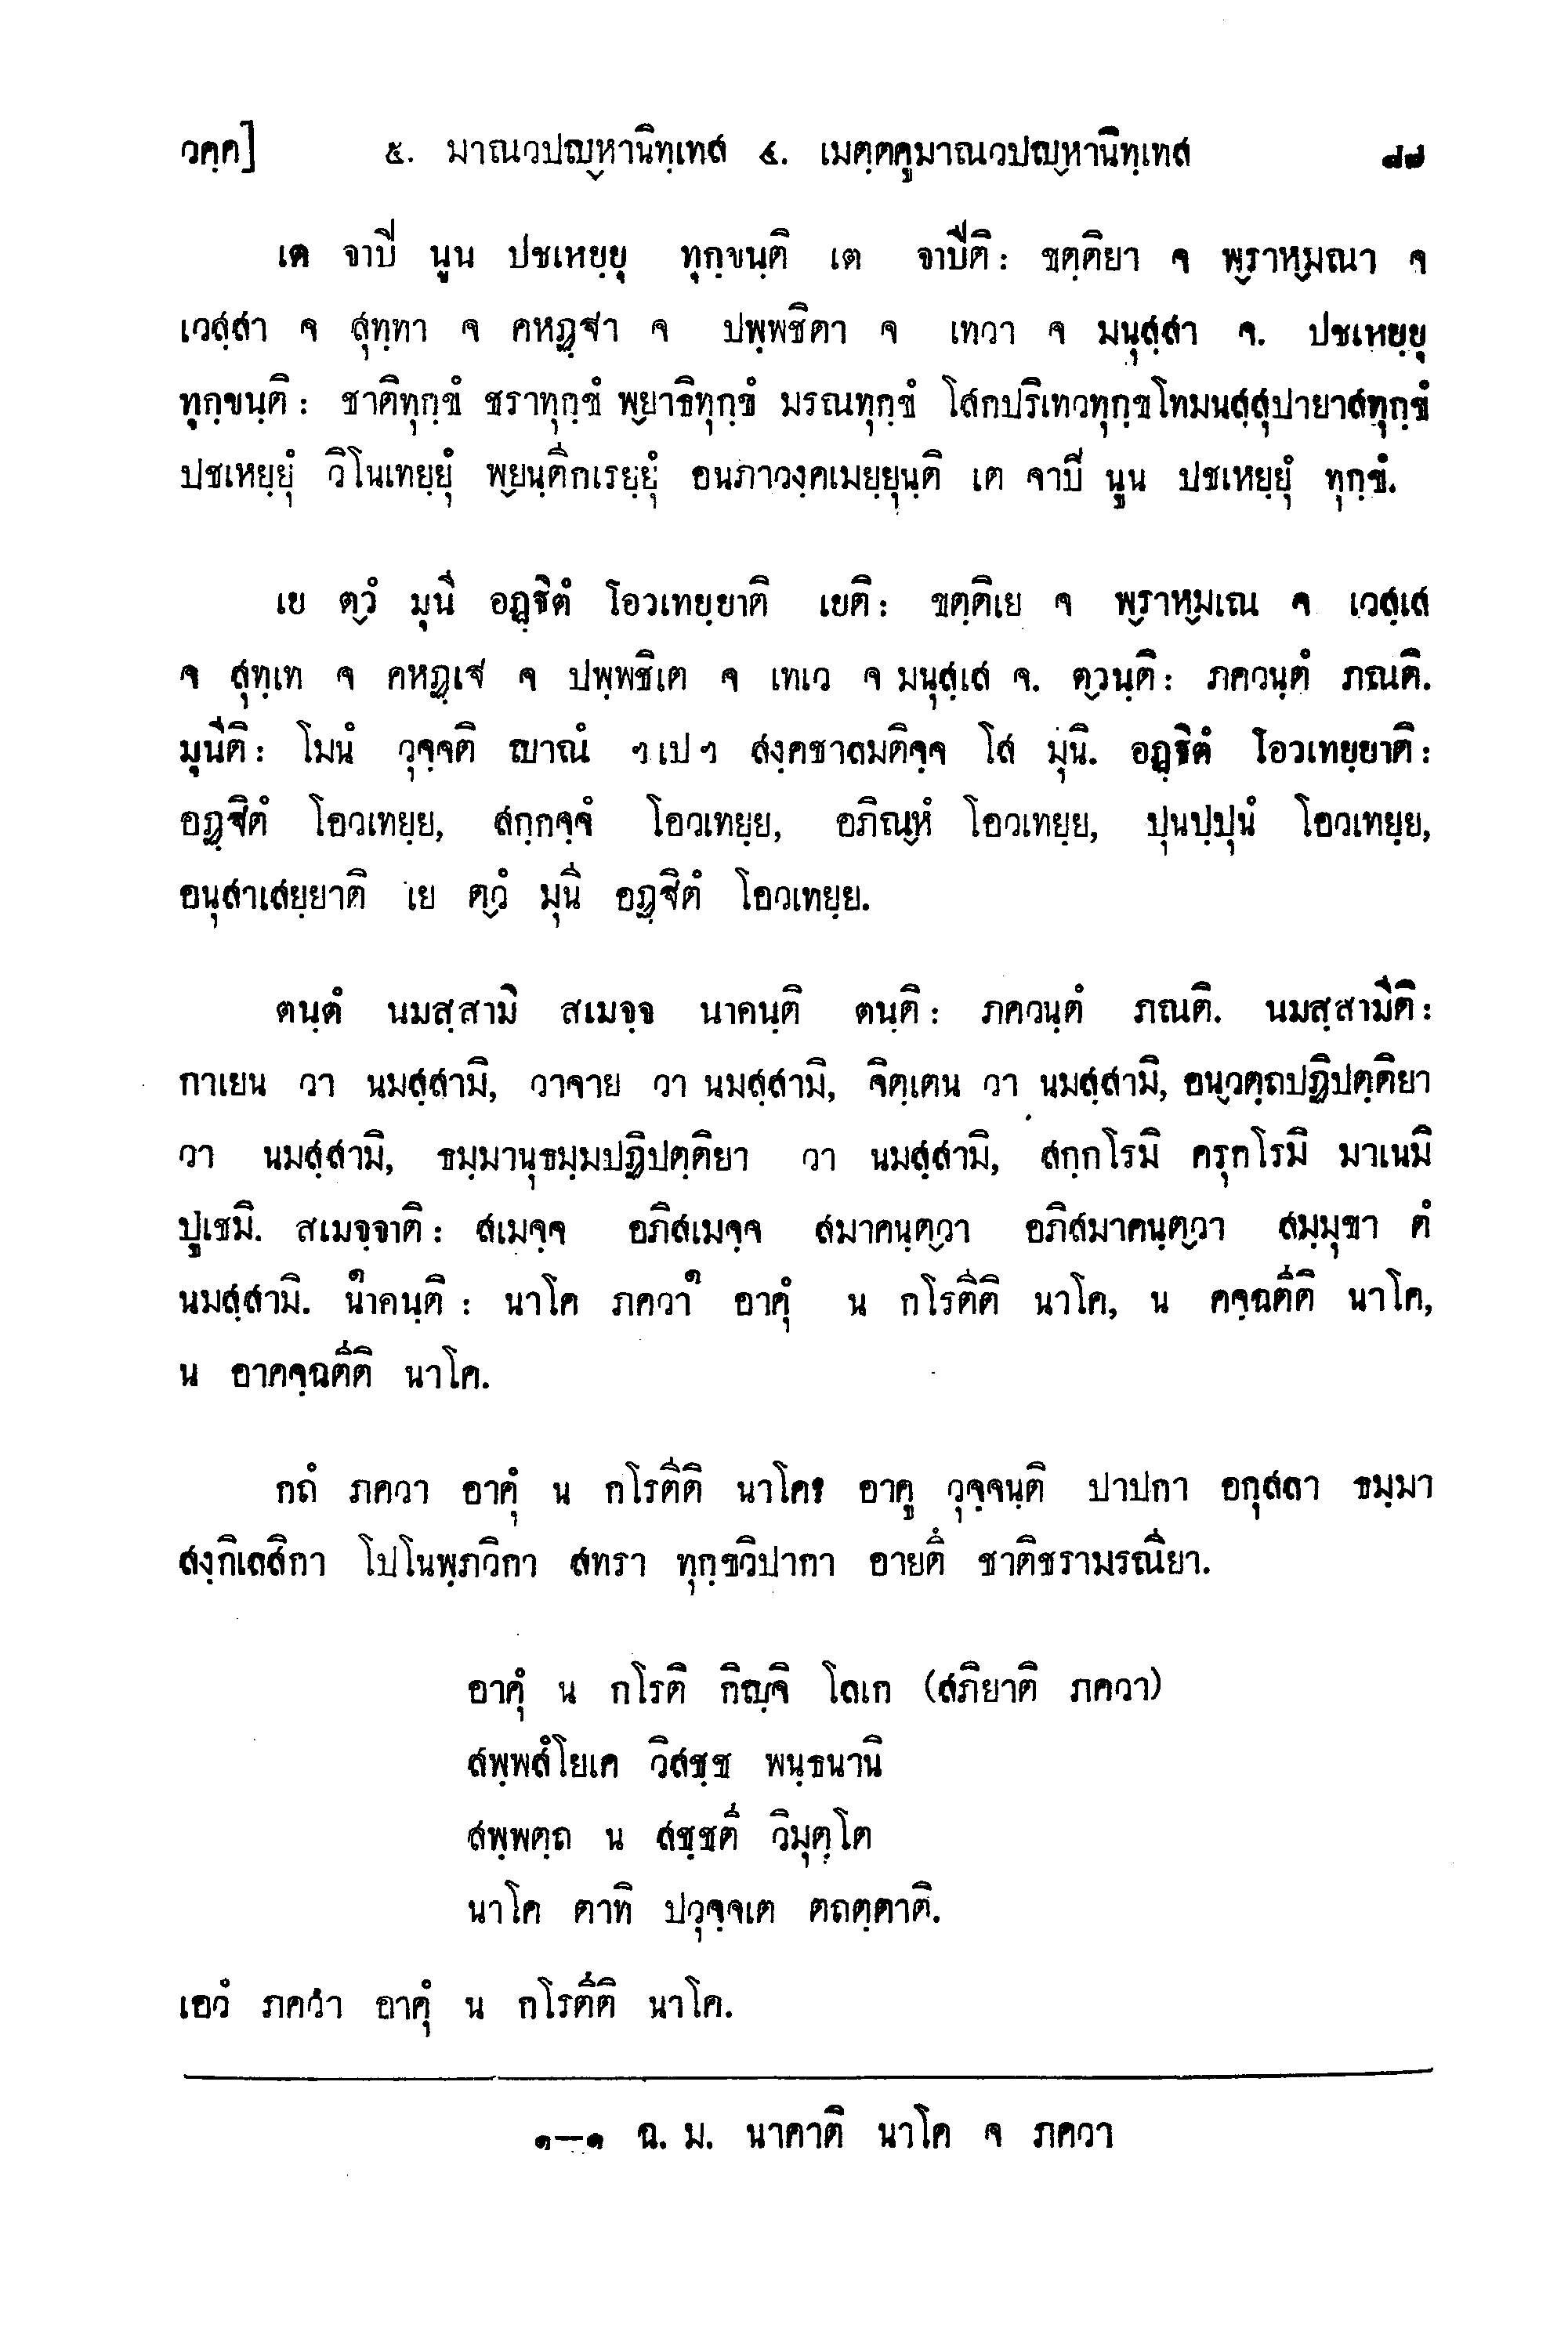 วคฺค] ๕. มาณวปญฺหานิทฺเทส ๔. เมตฺตคูมาณวปญฺหานิทฺเทส ๘๗
เต จาปิ นูน ปชเหยฺยุ ทุกฺขนฺติ เต จาปีติ: ขตฺติยา จ พฺราหฺมณา จ
เวสฺสา จ สุทฺทา จ คหฏฺฐา จ ปพฺพชิตา จ เทวา จ มนุสฺสา จ. ปชเหยฺยุ
ทุกฺขนฺติ: ชาติทุกฺขํ ชราทุกฺขํ พฺยาธิทุกฺขํ มรณทุกฺขํ โสกปริเทวทุกฺขโทมนสฺสุปายาสทุกฺขํ
ปชเหยฺยุํ วิโนเทยฺยุํ พฺยนฺตีกเรยฺยุํ อนภาวงฺคเมยฺยุนฺติ เต จาปิ นูน ปชเหยฺยุํ ทุกฺขํ.
เย ตฺวํ มุนิ อฏฺฐิตํ โอวเทยฺยาติ เยติ: ขตฺติเย จ พฺราหฺมเณ จ เวสฺเส
จ สุทฺเท จ คหฏฺเฐ จ ปพฺพชิเต จ เทเว จ มนุสฺเส จ. ตฺวนฺติ: ภควนฺตํ ภณติ.
มุนีติ: โมนํ วุจฺจติ ญาณํ ฯเปฯ สงฺคชาลมติจฺจ โส มุนิ. อฏฺฐิตํ โอวเทยฺยาติ:
อฏฺฐิตํ โอวเทยฺย, สกฺกจฺจํ โอวเทยฺย, อภิณฺหํ โอวเทยฺย, ปุนปฺปุนํ โอวเทยฺย,
อนุสาเสยฺยาติ เย ตฺวํ มุนิ อฏฺฐิตํ โอวเทยฺย.
ตนฺตํ นมสฺสามิ สเมจฺจ นาคนฺติ ตนฺติ: ภควนฺตํ ภณติ. นมสฺสามีติ:
กาเยน วา นมสฺสามิ, วาจาย วา นมสฺสามิ, จิตฺเตน วา นมสฺสามิ, อนฺวตฺถปฏิปตฺติยา
วา นมสฺสามิ, ธมฺมานุธมฺมปฏิปตฺติยา วา นมสฺสามิ, สกฺกโรมิ ครุกโรมิ มาเนมิ
ปูเชมิ. สเมจฺจาติ: สเมจฺจ อภิสเมจฺจ สมาคนฺตฺวา อภิสมาคนฺตฺวา สมฺมุขา ตํ
นมสฺสามิ. นํ๑าคนฺติ: นาโค ภควา๑ อาคุํ น กโรตีติ นาโค, น คจฺฉตีติ นาโค,
น อาคจฺฉตีติ นาโค.
กถํ ภควา อาคุํ น กโรตีติ นาโค? อาคู วุจฺจนฺติ ปาปกา อกุสลา ธมฺมา
สงฺกิเลสิกา โปโนพฺภวิกา สทรา ทุกฺขวิปากา อายตึ ชาติชรามรณิยา.
อาคุํ น กโรติ กิญฺจิ โลเก (สภิยาติ ภควา)
สพฺพสํโยเค วิสชฺช พนฺธนานิ
สพฺพตฺถ น สชฺชตี วิมุตฺโต
นาโค ตาทิ ปวุจฺจเต ตถตฺตาติ.
เอวํ ภควา อาคุํ น กโรตีติ นาโค.
๑–๑ ฉ. ม. นาคาติ นาโค จ ภควา